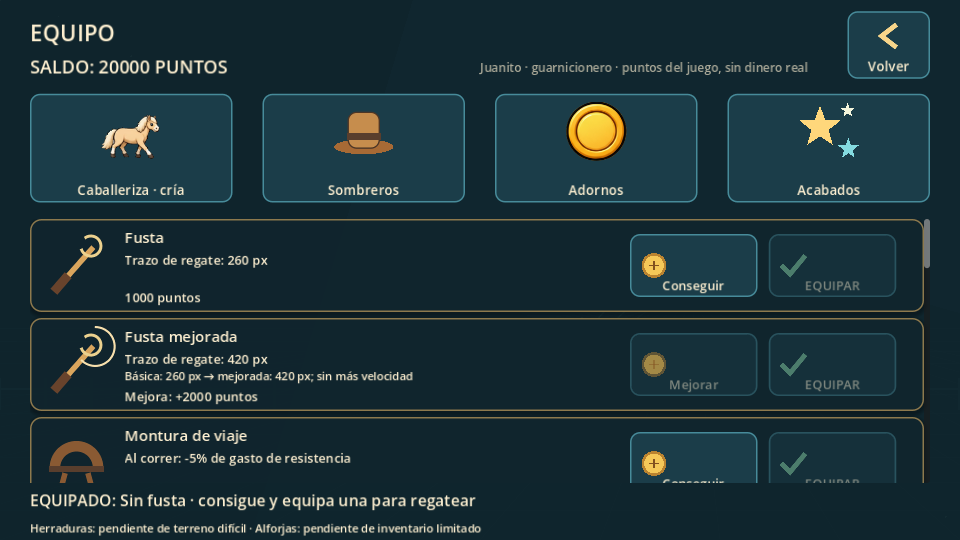 EQUIPO
SALDO: 20000 PUNTOS
Juanito · guarnicionero · puntos del juego, sin dinero real
Volver
Caballeriza · cría
Sombreros
Adornos
Acabados
Fusta
Trazo de regate: 260 px
1000 puntos
Conseguir
EQUIPAR
Fusta mejorada
Trazo de regate: 420 px
Básica: 260 px → mejorada: 420 px; sin más velocidad
Mejora: +2000 puntos
Mejorar
EQUIPAR
Montura de viaje
Al correr: -5% de gasto de resistencia
Conseguir
EQUIPAR
EQUIPADO: Sin fusta · consigue y equipa una para regatear
Herraduras: pendiente de terreno difícil · Alforjas: pendiente de inventario limitado